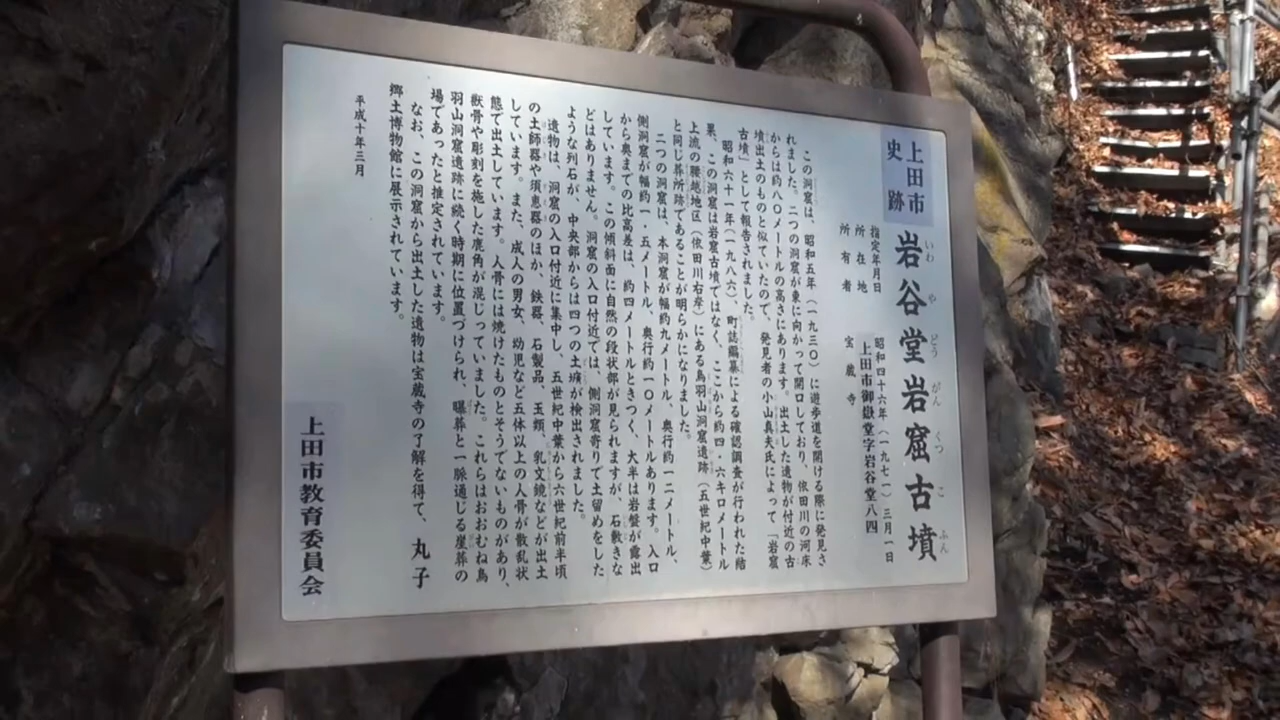 上田市
史跡
岩谷堂岩窟古墳
いわ や どう がん くつ こ ふん
指定年月日 昭和四十六年(一九七一)三月一日
所在地 上田市御嶽堂字岩谷堂八四
所有者 宝蔵寺
この洞窟は、昭和五年(一九三〇)に遊歩道を開ける際に発見さ
れました。二つの洞窟が東に向かって開口しており、依田川の河床
からは約八〇メートルの高さにあります。出土した遺物が付近の古
墳出土のものと似ていたので、発見者の小山真夫氏によって「岩窟
古墳」として報告されました。
昭和六十一年(一九八六)、町誌編纂による確認調査が行われた結
果、この洞窟は岩窟古墳ではなく、ここから約四・六キロメートル
上流の腰越地区(依田川右岸)にある鳥羽山洞窟遺跡(五世紀中葉)
と同じ葬所跡であることが明らかになりました。
二つの洞窟は、本洞窟が幅約九メートル、奥行約一二メートル、
側洞窟が幅約一・五メートル、奥行約一〇メートルあります。入口
から奥までの比高差は、約四メートルときつく、大半は岩盤が露出
しています。この傾斜面に自然の段状部が見られますが、石敷きな
どはありません。洞窟の入口付近では、側洞窟寄りで土留めをした
ような列石が、中央部からは四つの土壙が検出されました。
遺物は、洞窟の入口付近に集中し、五世紀中葉から六世紀前半頃
の土師器や須恵器のほか、鉄器、石製品、玉類、乳文鏡などが出土
しています。また、成人の男女、幼児など五体以上の人骨が散乱状
態で出土しています。人骨には焼けたものとそうでないものがあり、
獣骨や彫刻を施した鹿角が混じっていました。これらはおおむね鳥
羽山洞窟遺跡に続く時期に位置づけられ、曝葬と一脈通じる崖葬の
場であったと推定されています。
なお、この洞窟から出土した遺物は宝蔵寺の了解を得て、丸子
郷土博物館に展示されています。
平成十年三月
上田市教育委員会